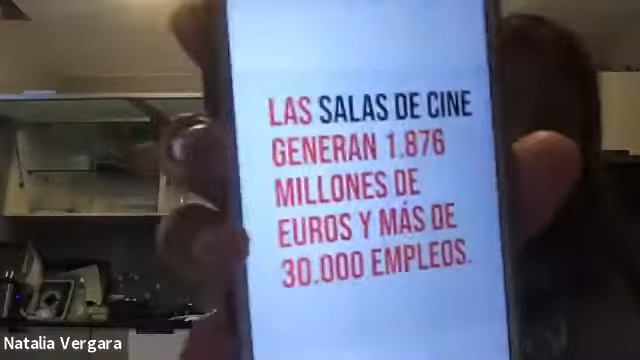 LAS SALAS DE CINE
GENERAN 1.876
MILLONES DE
EUROS Y MÁS DE
30.000 EMPLEOS.
Natalia Vergara